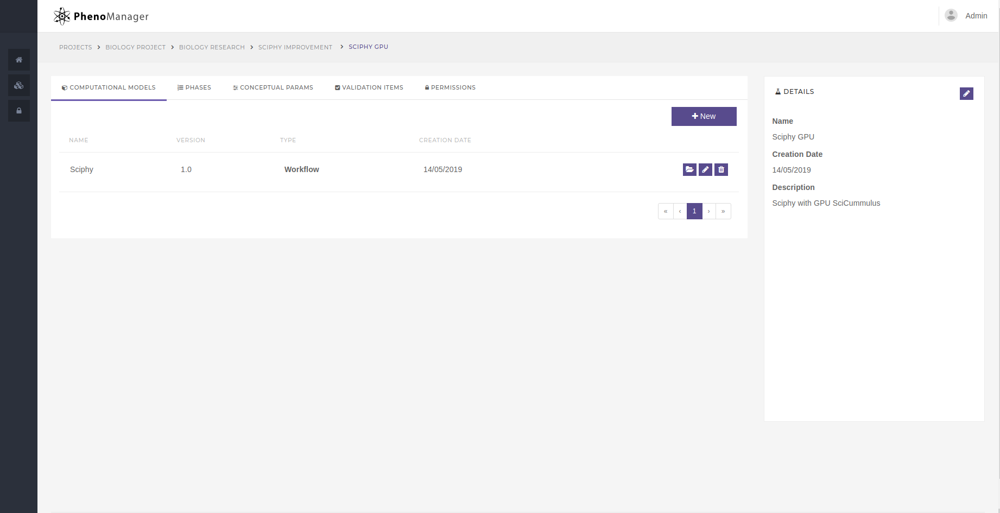 PhenoManager
Admin
PROJECTS > BIOLOGY PROJECT > BIOLOGY RESEARCH > SCIPHY IMPROVEMENT > SCIPHY GPU
COMPUTATIONAL MODELS PHASES CONCEPTUAL PARAMS VALIDATION ITEMS PERMISSIONS
+ New
NAME VERSION TYPE CREATION DATE
Sciphy 1.0 Workflow 14/05/2019
« ‹ 1 › »
DETAILS
Name
Sciphy GPU
Creation Date
14/05/2019
Description
Sciphy with GPU SciCummulus